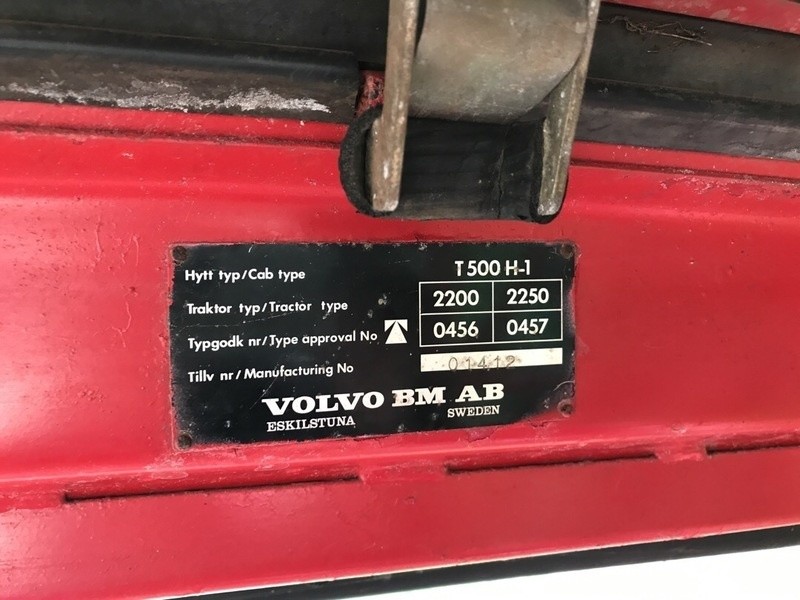 Hytt typ/Cab type T500 H-1
Traktor typ/Tractor type 2200 2250
Typgodk nr/Type approval No 0456 0457
Tillv nr/Manufacturing No 01412
VOLVO BM AB
ESKILSTUNA SWEDEN